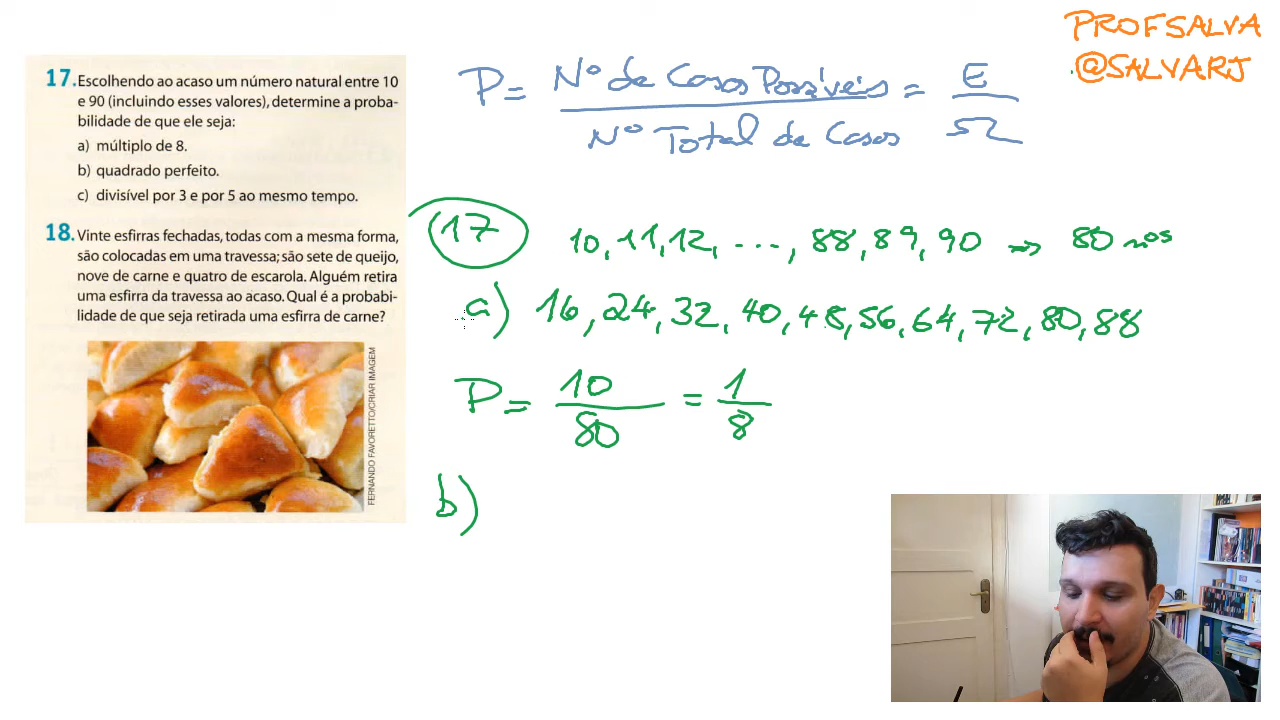 PROFSALVA
@SALVARJ
17. Escolhendo ao acaso um número natural entre 10
e 90 (incluindo esses valores), determine a proba-
bilidade de que ele seja:
a) múltiplo de 8.
b) quadrado perfeito.
c) divisível por 3 e por 5 ao mesmo tempo.
18. Vinte esfirras fechadas, todas com a mesma forma,
são colocadas em uma travessa; são sete de queijo,
nove de carne e quatro de escarola. Alguém retira
uma esfirra da travessa ao acaso. Qual é a probabi-
lidade de que seja retirada uma esfirra de carne?
FERNANDO FAVORETTO/CRIAR IMAGEM
P = Nº de Casos Possíveis / Nº Total de Casos = E / Ω
17 10, 11, 12, ..., 88, 89, 90 ⇒ 80 nos
a) 16, 24, 32, 40, 48, 56, 64, 72, 80, 88
P = 10 / 80 = 1 / 8
b)